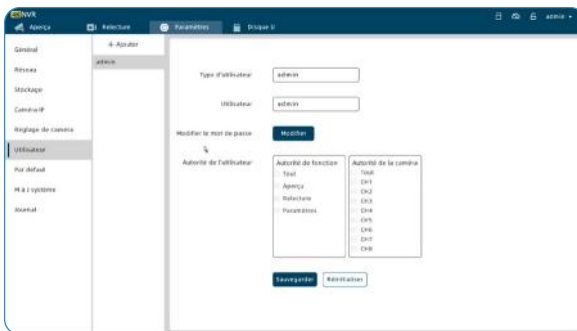 NVR
admin
Aperçu
Relecture
Paramètres
Disque U
Général
Réseau
Stockage
Caméra IP
Réglage de caméra
Utilisateur
Par défaut
M à j système
Journal
+ Ajouter
admin
Type d'utilisateur
admin
Utilisateur
admin
Modifier le mot de passe
Modifier
Autorité de l'utilisateur
Autorité de fonction
Tout
Aperçu
Relecture
Paramètres
Autorité de la caméra
Tout
CH1
CH2
CH3
CH4
CH5
CH6
CH7
CH8
Sauvegarder
Réinitialiser